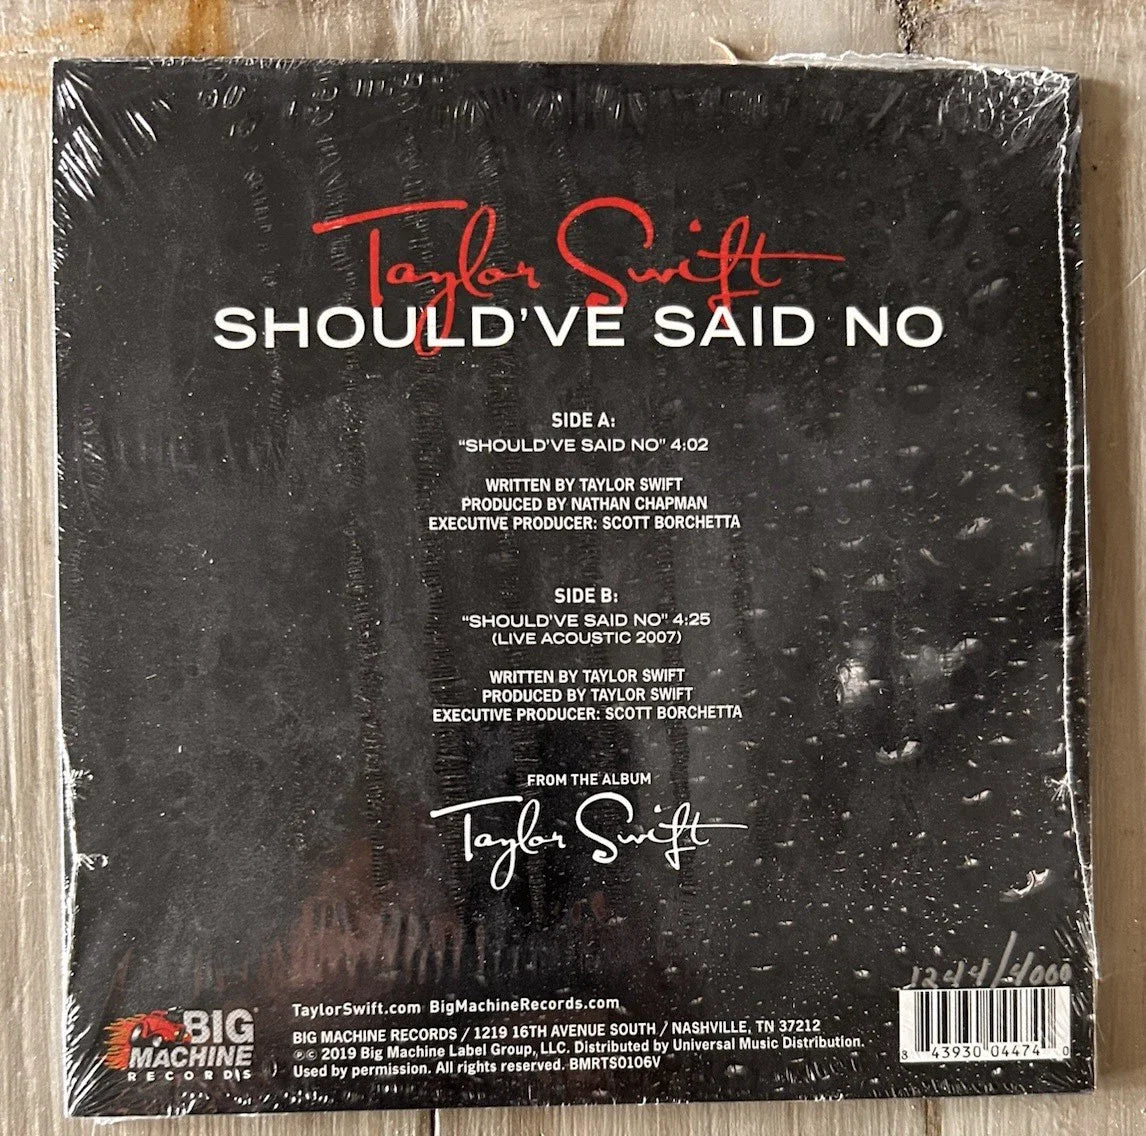 Taylor Swift
SHOULD'VE SAID NO
SIDE A:
“SHOULD'VE SAID NO” 4:02
WRITTEN BY TAYLOR SWIFT
PRODUCED BY NATHAN CHAPMAN
EXECUTIVE PRODUCER: SCOTT BORCHETTA
SIDE B:
“SHOULD'VE SAID NO” 4:25
(LIVE ACOUSTIC 2007)
WRITTEN BY TAYLOR SWIFT
PRODUCED BY TAYLOR SWIFT
EXECUTIVE PRODUCER: SCOTT BORCHETTA
FROM THE ALBUM
Taylor Swift
1244/4000
BIG
MACHINE
RECORDS
TaylorSwift.com BigMachineRecords.com
BIG MACHINE RECORDS / 1219 16TH AVENUE SOUTH / NASHVILLE, TN 37212
℗© 2019 Big Machine Label Group, LLC. Distributed by Universal Music Distribution.
Used by permission. All rights reserved. BMRTS0106V
8 43930 04474 0